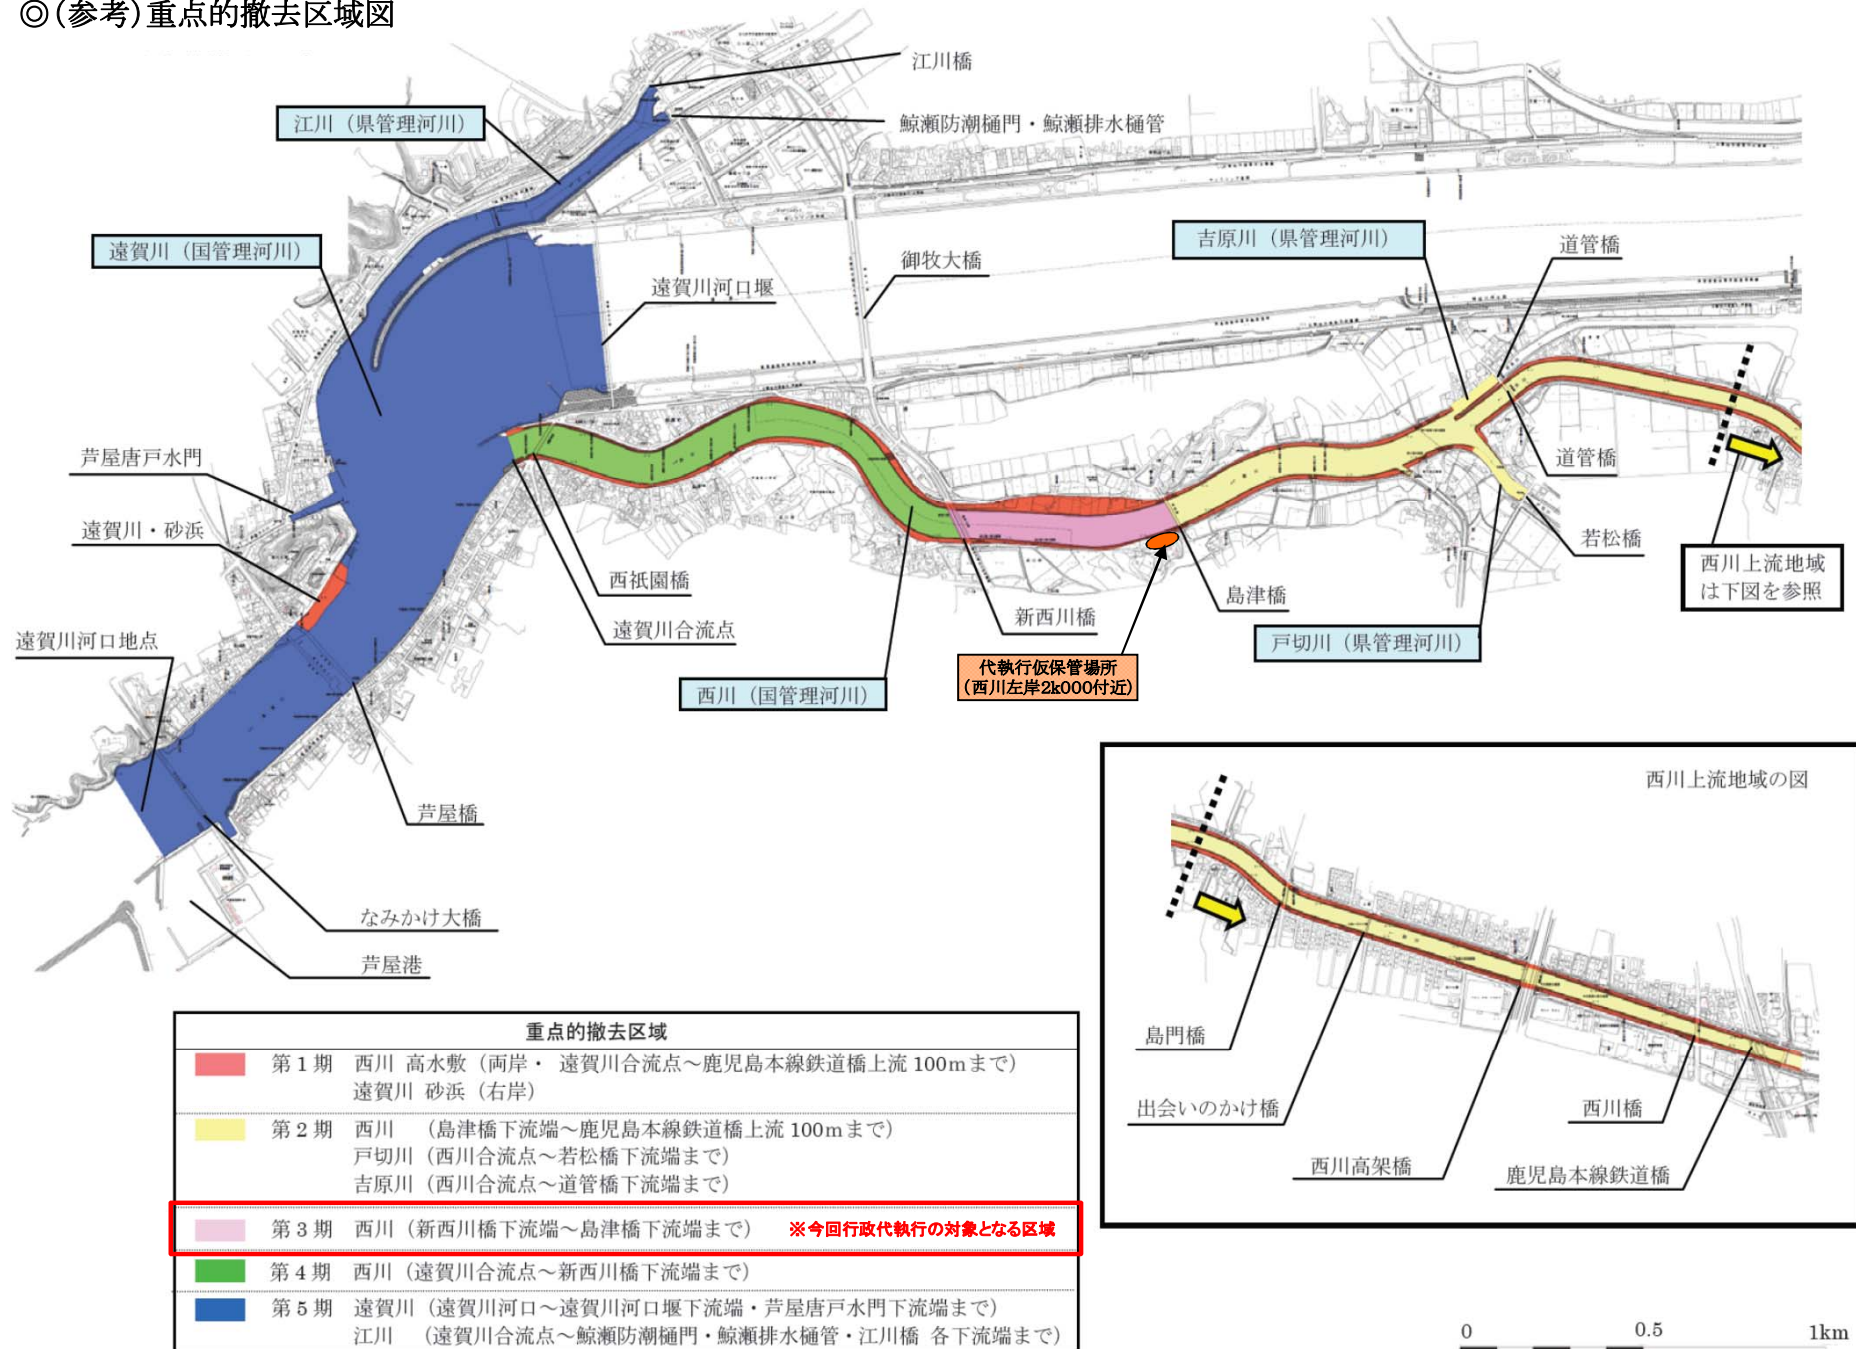 ◎(参考)重点的撤去区域図
江川橋
江川（県管理河川）
鯨瀬防潮樋門・鯨瀬排水樋管
遠賀川（国管理河川）
吉原川（県管理河川）
道管橋
御牧大橋
遠賀川河口堰
芦屋唐戸水門
道管橋
遠賀川・砂浜
若松橋
西川上流地域
は下図を参照
西祇園橋
島津橋
新西川橋
遠賀川合流点
遠賀川河口地点
戸切川（県管理河川）
代執行仮保管場所
(西川左岸2k000付近)
西川（国管理河川）
芦屋橋
なみかけ大橋
芦屋港
西川上流地域の図
島門橋
出会いのかけ橋
西川橋
西川高架橋
鹿児島本線鉄道橋
重点的撤去区域
第１期 西川 高水敷（両岸・ 遠賀川合流点～鹿児島本線鉄道橋上流 100mまで）
遠賀川 砂浜（右岸）
第２期 西川 （島津橋下流端～鹿児島本線鉄道橋上流 100mまで）
戸切川（西川合流点～若松橋下流端まで）
吉原川（西川合流点～道管橋下流端まで）
第３期 西川（新西川橋下流端～島津橋下流端まで） ※今回行政代執行の対象となる区域
第４期 西川（遠賀川合流点～新西川橋下流端まで）
第５期 遠賀川（遠賀川河口～遠賀川河口堰下流端・芦屋唐戸水門下流端まで）
江川 （遠賀川合流点～鯨瀬防潮樋門・鯨瀬排水樋管・江川橋 各下流端まで）
0 0.5 1km